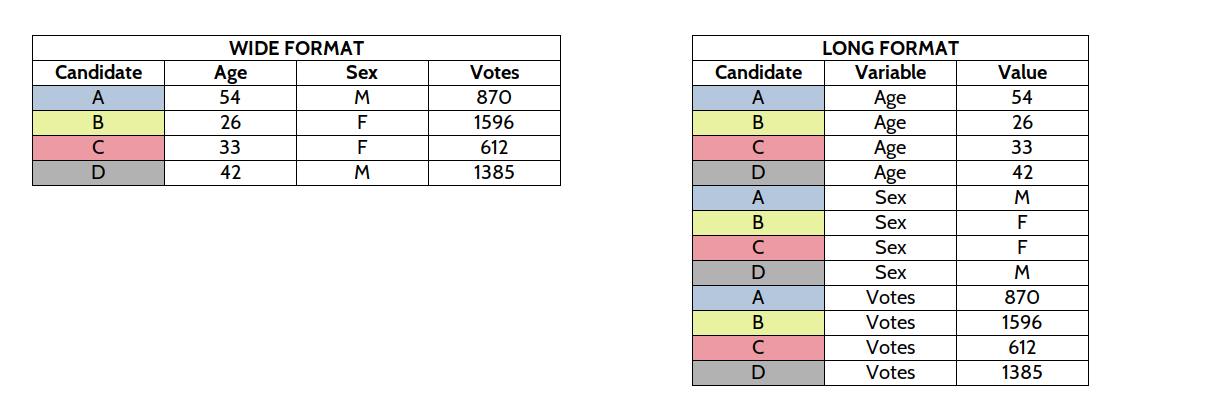 WIDE FORMAT
Candidate Age Sex Votes
A 54 M 870
B 26 F 1596
C 33 F 612
D 42 M 1385
LONG FORMAT
Candidate Variable Value
A Age 54
B Age 26
C Age 33
D Age 42
A Sex M
B Sex F
C Sex F
D Sex M
A Votes 870
B Votes 1596
C Votes 612
D Votes 1385